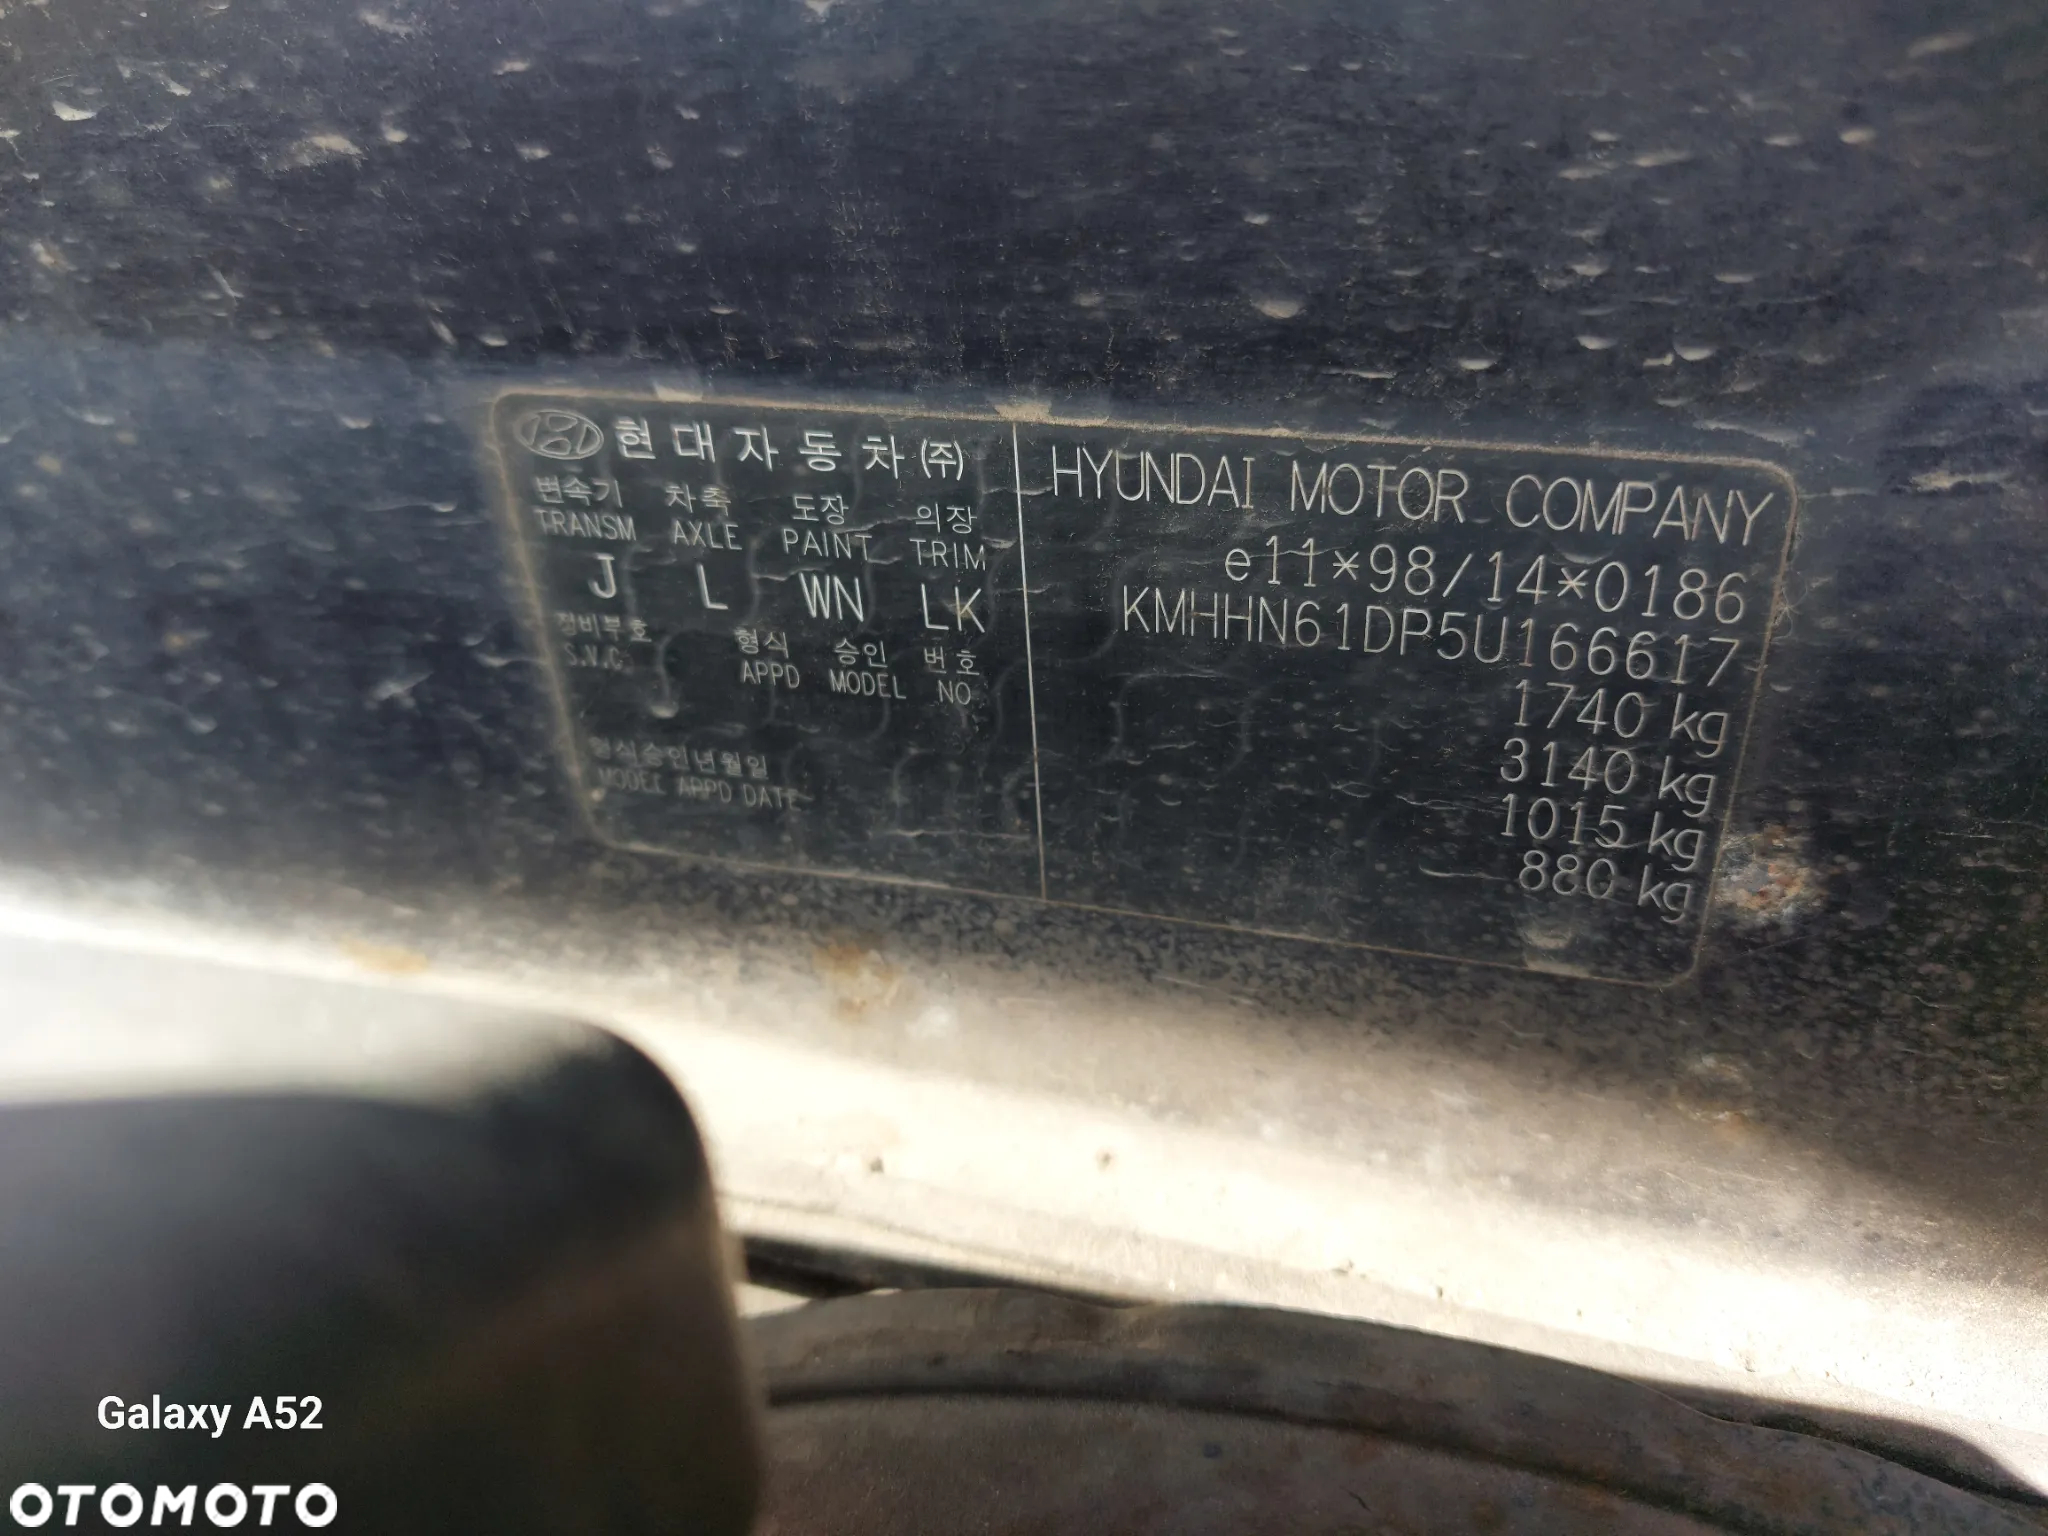 현대자동차(주)
변속기 차축 도장 의장
TRANSM AXLE PAINT TRIM
J L WN LK
정비부호 형식 승인 번호
S.V.C APPD MODEL NO
형식승인년월일
MODEL APPD DATE
HYUNDAI MOTOR COMPANY
e11*98/14*0186
KMHHN61DP5U166617
1740 kg
3140 kg
1015 kg
880 kg
Galaxy A52
OTOMOTO